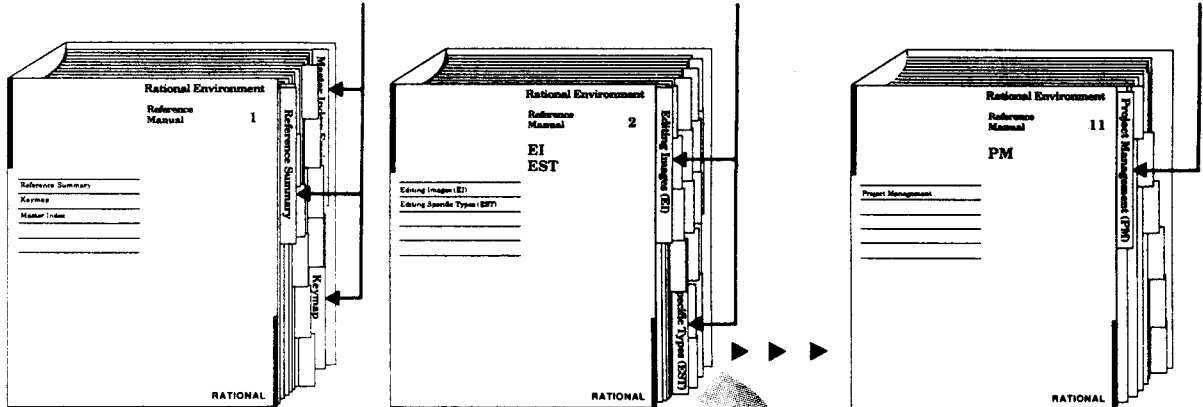 Rational Environment
Reference
Manual 1
Reference Summary
Keymap
Master Index
Reference Summary
Master Index
Keymap
RATIONAL
Rational Environment
Reference
Manual 2
EI
EST
Editing Images (EI)
Editing Specific Types (EST)
Editing Images (EI)
pecific Types (EST)
RATIONAL
Rational Environment
Reference
Manual 11
PM
Project Management
Project Management (PM)
RATIONAL